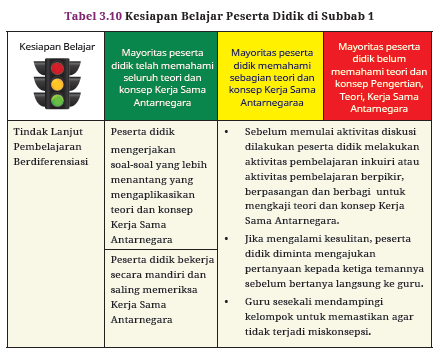 Tabel 3.10 Kesiapan Belajar Peserta Didik di Subbab 1
Kesiapan Belajar
Mayoritas peserta
didik telah memahami
seluruh teori dan
konsep Kerja Sama
Antarnegara
Mayoritas peserta
didik memahami
sebagian teori dan
konsep Kerja Sama
Antarnegaraa
Mayoritas peserta
didik belum
memahami teori dan
konsep Pengertian,
Teori, Kerja Sama
Antarnegara
Tindak Lanjut
Pembelajaran
Berdiferensiasi
Peserta didik
mengerjakan
soal-soal yang lebih
menantang yang
mengaplikasikan
teori dan konsep
Kerja Sama
Antarnegara
Peserta didik bekerja
secara mandiri dan
saling memeriksa
Kerja Sama
Antarnegara
• Sebelum memulai aktivitas diskusi
dilakukan peserta didik melakukan
aktivitas pembelajaran inkuiri atau
aktivitas pembelajaran berpikir,
berpasangan dan berbagi untuk
mengkaji teori dan konsep Kerja
Sama Antarnegara.
• Jika mengalami kesulitan, peserta
didik diminta mengajukan
pertanyaan kepada ketiga temannya
sebelum bertanya langsung ke guru.
• Guru sesekali mendampingi
kelompok untuk memastikan agar
tidak terjadi miskonsepsi.